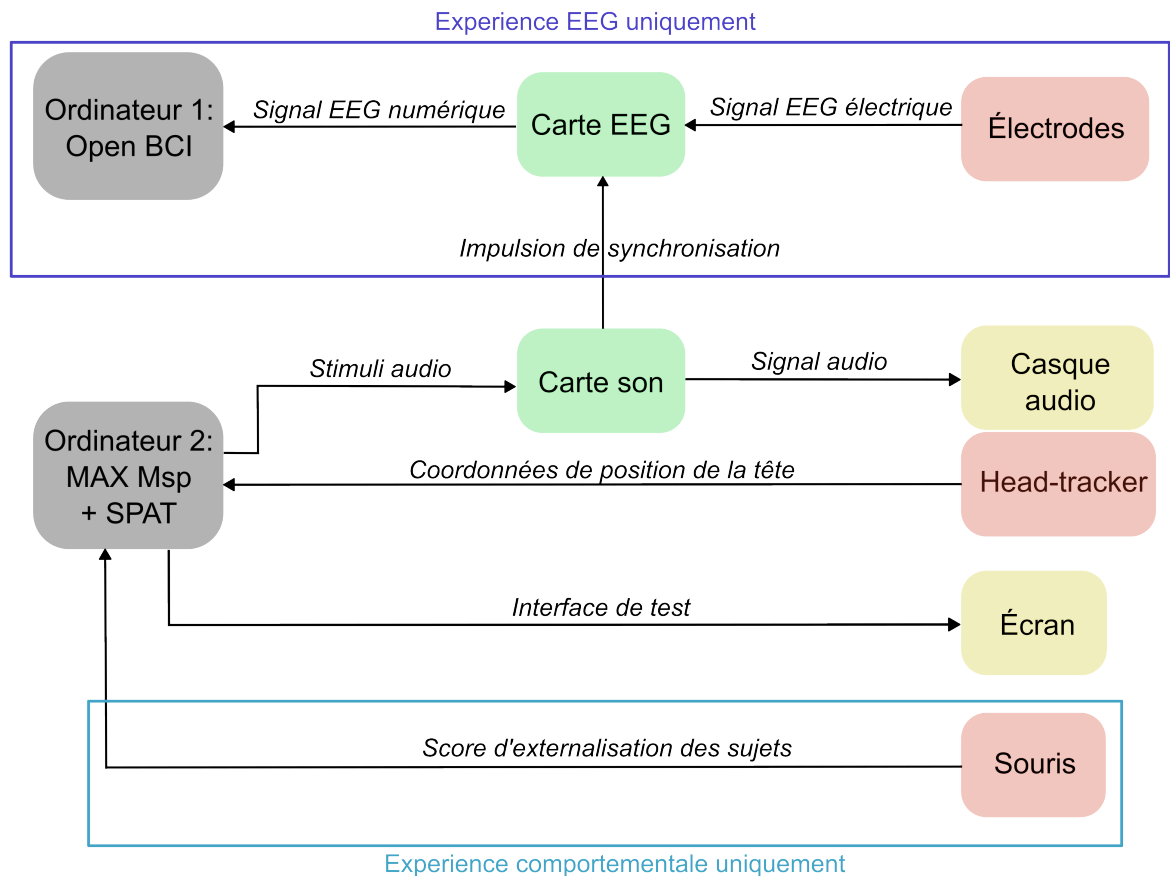 Experience EEG uniquement
Ordinateur 1:
Open BCI
Signal EEG numérique
Carte EEG
Signal EEG électrique
Électrodes
Impulsion de synchronisation
Stimuli audio
Carte son
Signal audio
Casque
audio
Ordinateur 2:
MAX Msp
+ SPAT
Coordonnées de position de la tête
Head-tracker
Interface de test
Écran
Score d'externalisation des sujets
Souris
Experience comportementale uniquement